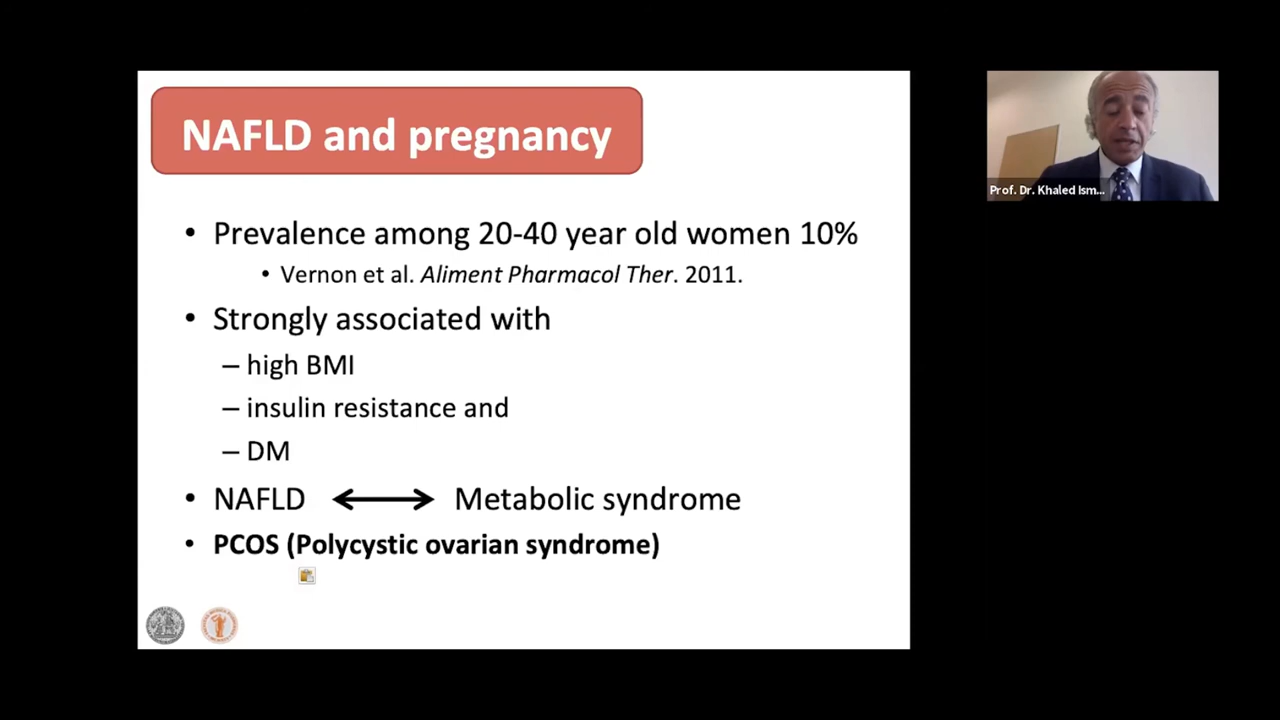 NAFLD and pregnancy
• Prevalence among 20-40 year old women 10%
• Vernon et al. Aliment Pharmacol Ther. 2011.
• Strongly associated with
– high BMI
– insulin resistance and
– DM
• NAFLD ⟷ Metabolic syndrome
• PCOS (Polycystic ovarian syndrome)
Prof. Dr. Khaled Ism...